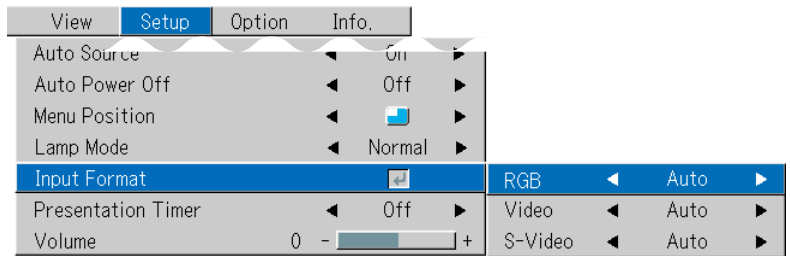 View Setup Option Info.
Auto Source On
Auto Power Off Off
Menu Position
Lamp Mode Normal
Input Format RGB Auto
Presentation Timer Off Video Auto
Volume 0 - + S-Video Auto